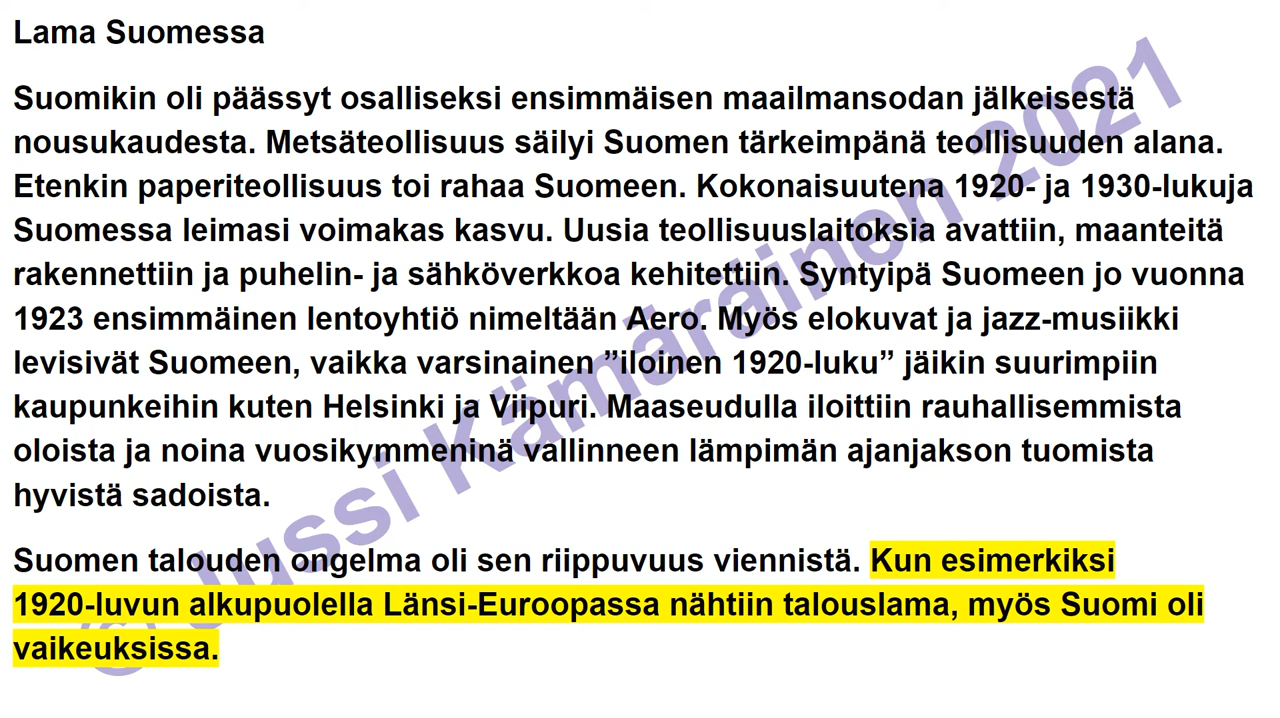 Lama Suomessa
Suomikin oli päässyt osalliseksi ensimmäisen maailmansodan jälkeisestä
nousukaudesta. Metsäteollisuus säilyi Suomen tärkeimpänä teollisuuden alana.
Etenkin paperiteollisuus toi rahaa Suomeen. Kokonaisuutena 1920- ja 1930-lukuja
Suomessa leimasi voimakas kasvu. Uusia teollisuuslaitoksia avattiin, maanteitä
rakennettiin ja puhelin- ja sähköverkkoa kehitettiin. Syntyipä Suomeen jo vuonna
1923 ensimmäinen lentoyhtiö nimeltään Aero. Myös elokuvat ja jazz-musiikki
levisivät Suomeen, vaikka varsinainen ”iloinen 1920-luku” jäikin suurimpiin
kaupunkeihin kuten Helsinki ja Viipuri. Maaseudulla iloittiin rauhallisemmista
oloista ja noina vuosikymmeninä vallinneen lämpimän ajanjakson tuomista
hyvistä sadoista.
Suomen talouden ongelma oli sen riippuvuus viennistä. Kun esimerkiksi
1920-luvun alkupuolella Länsi-Euroopassa nähtiin talouslama, myös Suomi oli
vaikeuksissa.
© Jussi Kämäräinen 2021